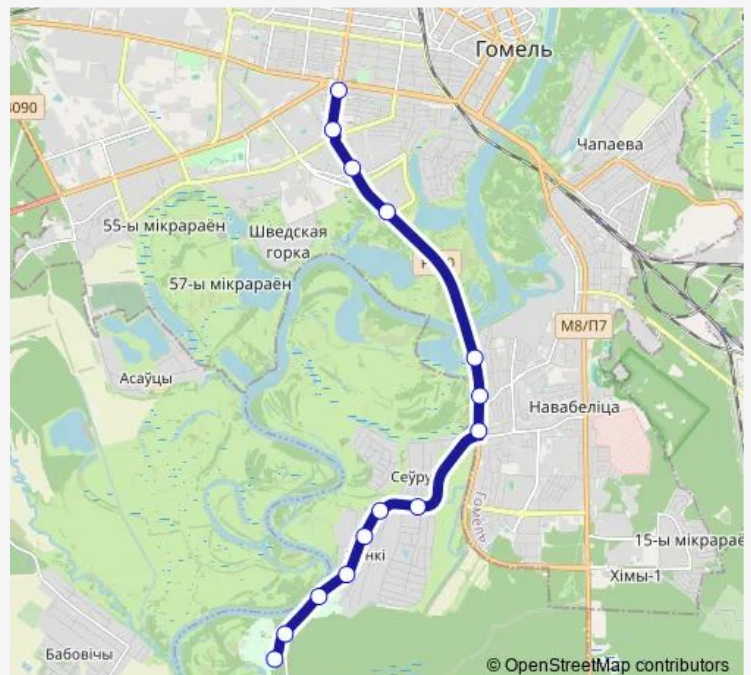 Гомель
090
Чапаева
55-ы мікрараён
Шведская
горка
57-ы мікрараён
М8/П7
Асаўцы
Навабеліца
Сеўру
Гомель
нкі
15-ы мікрараё
Хімы-1
Бабовічы
© OpenStreetMap contributors